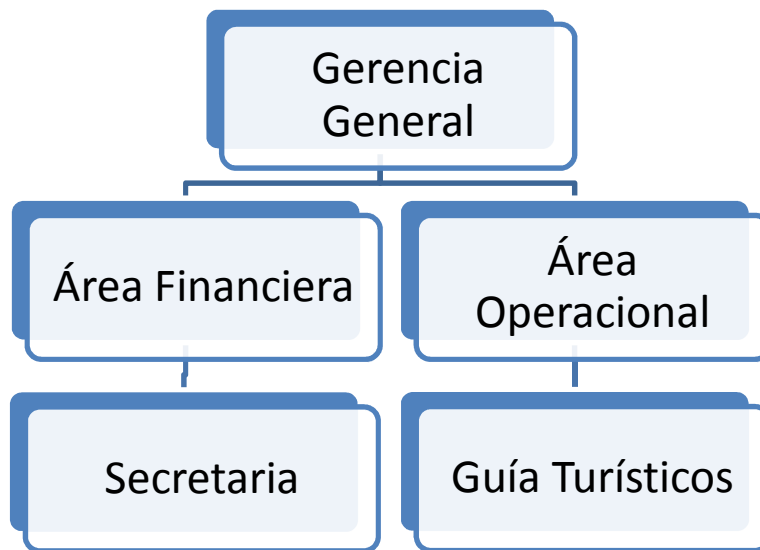 Gerencia
General
Área Financiera
Área
Operacional
Secretaria
Guía Turísticos